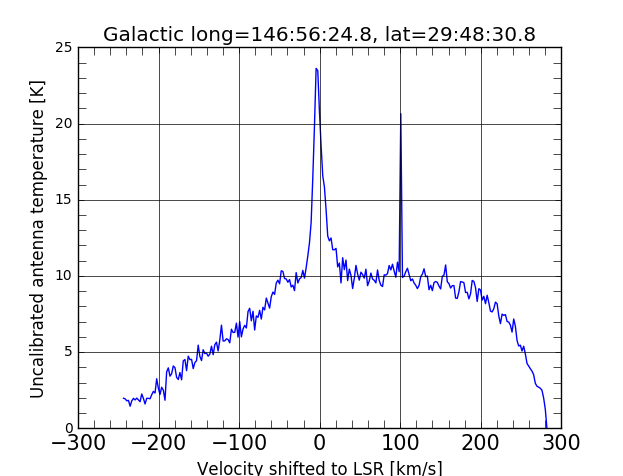 Galactic long=146:56:24.8, lat=29:48:30.8
Uncalibrated antenna temperature [K]
25
20
15
10
5
0
−300 −200 −100 0 100 200 300
Velocity shifted to LSR [km/s]